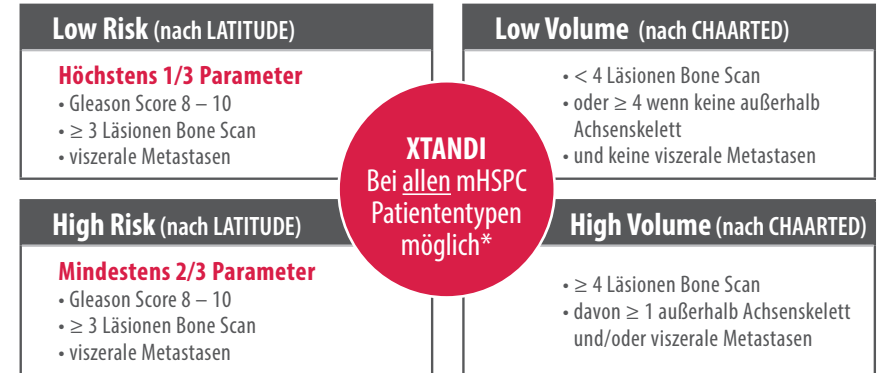 Low Risk (nach LATITUDE)
Höchstens 1/3 Parameter
• Gleason Score 8 – 10
• ≥ 3 Läsionen Bone Scan
• viszerale Metastasen
Low Volume (nach CHAARTED)
• < 4 Läsionen Bone Scan
• oder ≥ 4 wenn keine außerhalb
Achsenskelett
• und keine viszerale Metastasen
XTANDI
Bei allen mHSPC
Patiententypen
möglich*
High Risk (nach LATITUDE)
Mindestens 2/3 Parameter
• Gleason Score 8 – 10
• ≥ 3 Läsionen Bone Scan
• viszerale Metastasen
High Volume (nach CHAARTED)
• ≥ 4 Läsionen Bone Scan
• davon ≥ 1 außerhalb Achsenskelett
und/oder viszerale Metastasen